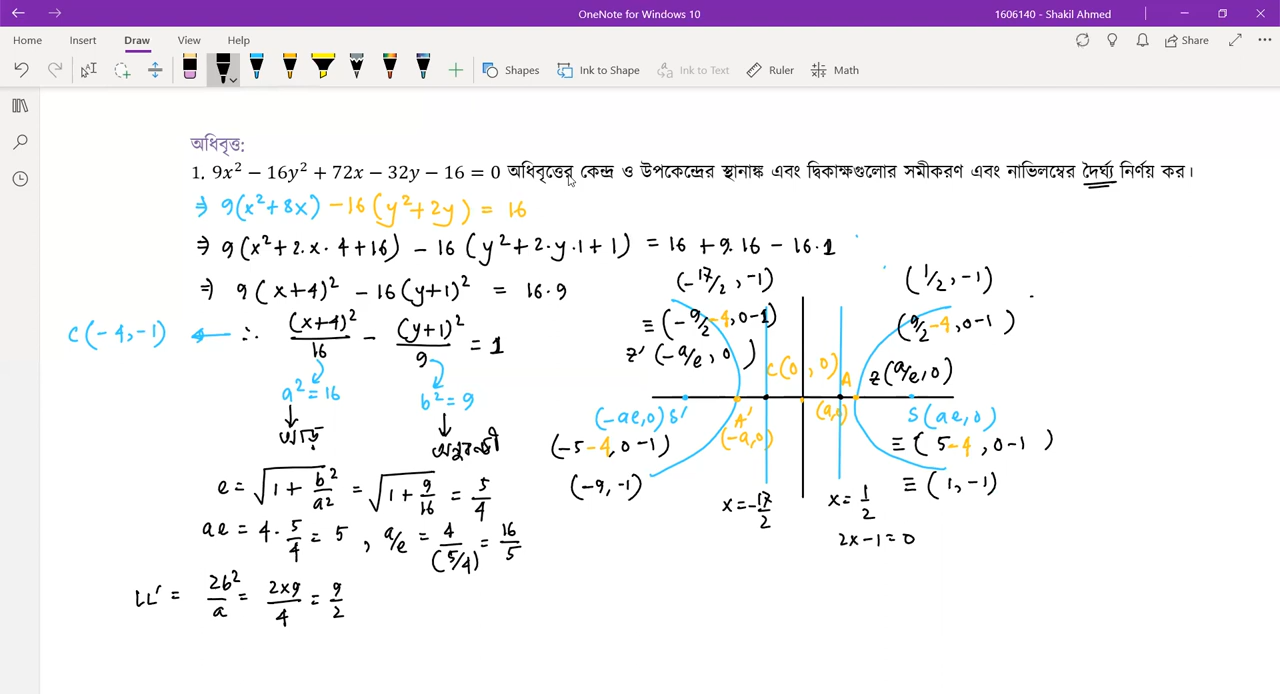 OneNote for Windows 10
1606140 - Shakil Ahmed
Home Insert Draw View Help
Share
Shapes Ink to Shape Ink to Text Ruler Math
অধিবৃত্ত:
1. 9x² − 16y² + 72x − 32y − 16 = 0 অধিবৃত্তের কেন্দ্র ও উপকেন্দ্রের স্থানাঙ্ক এবং দ্বিকাক্ষগুলোর সমীকরণ এবং নাভিলম্বের দৈর্ঘ্য নির্ণয় কর।
⇒ 9(x²+8x) −16(y²+2y) = 16
⇒ 9(x²+2.x.4+16) − 16(y²+2.y.1+1) = 16 + 9.16 − 16.1
⇒ 9(x+4)² − 16(y+1)² = 16.9
C(−4,−1) ← ∴ (x+4)²/16 − (y+1)²/9 = 1
a² = 16 b² = 9
আড় অনুবন্ধী
e = √(1 + b²/a²) = √(1 + 9/16) = 5/4
ae = 4 . 5/4 = 5 , a/e = 4/(5/4) = 16/5
LL' = 2b²/a = 2×9/4 = 9/2
(−17/2, −1) (1/2, −1)
≡ (−9/2 −4, 0−1) (9/2 −4, 0−1)
Z' (−a/e, 0) C(0, 0) A Z(a/e, 0)
(−ae, 0) S' A' (−a, 0) (a, 0) S(ae, 0)
(−5−4, 0−1) ≡ (5−4, 0−1)
(−9, −1) ≡ (1, −1)
x = −17/2 x = 1/2
2x−1 = 0